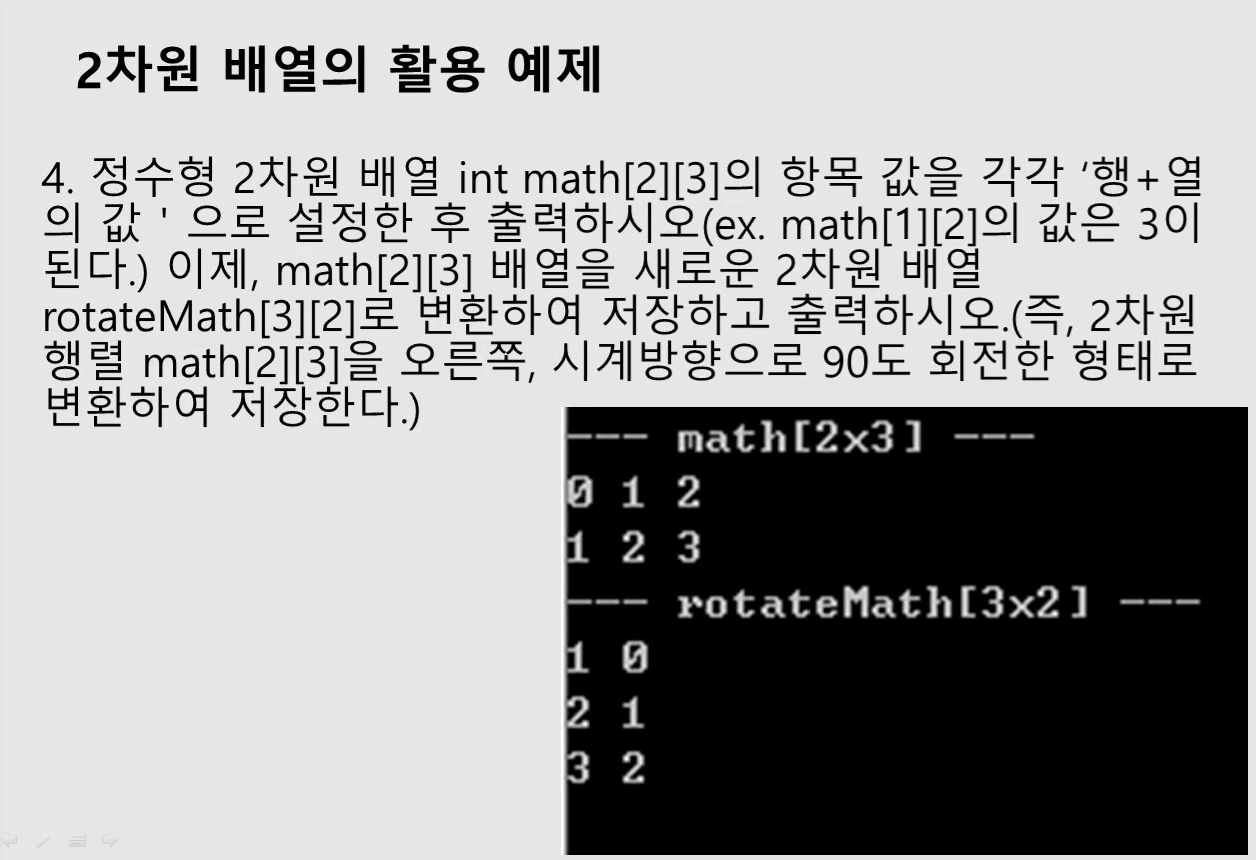 2차원 배열의 활용 예제
4. 정수형 2차원 배열 int math[2][3]의 항목 값을 각각 ‘행+열
의 값 ' 으로 설정한 후 출력하시오(ex. math[1][2]의 값은 3이
된다.) 이제, math[2][3] 배열을 새로운 2차원 배열
rotateMath[3][2]로 변환하여 저장하고 출력하시오.(즉, 2차원
행렬 math[2][3]을 오른쪽, 시계방향으로 90도 회전한 형태로
변환하여 저장한다.)
--- math[2x3] ---
0 1 2
1 2 3
--- rotateMath[3x2] ---
1 0
2 1
3 2